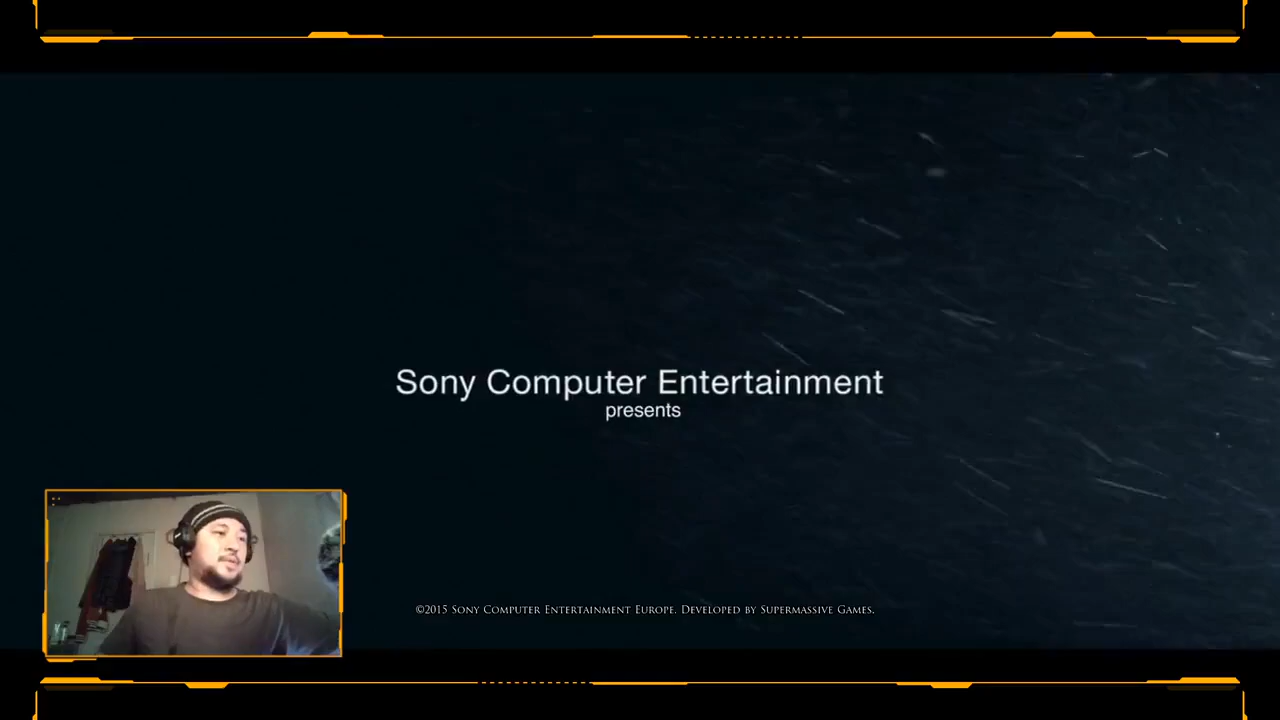 Sony Computer Entertainment
presents
©2015 Sony Computer Entertainment Europe. Developed by Supermassive Games.